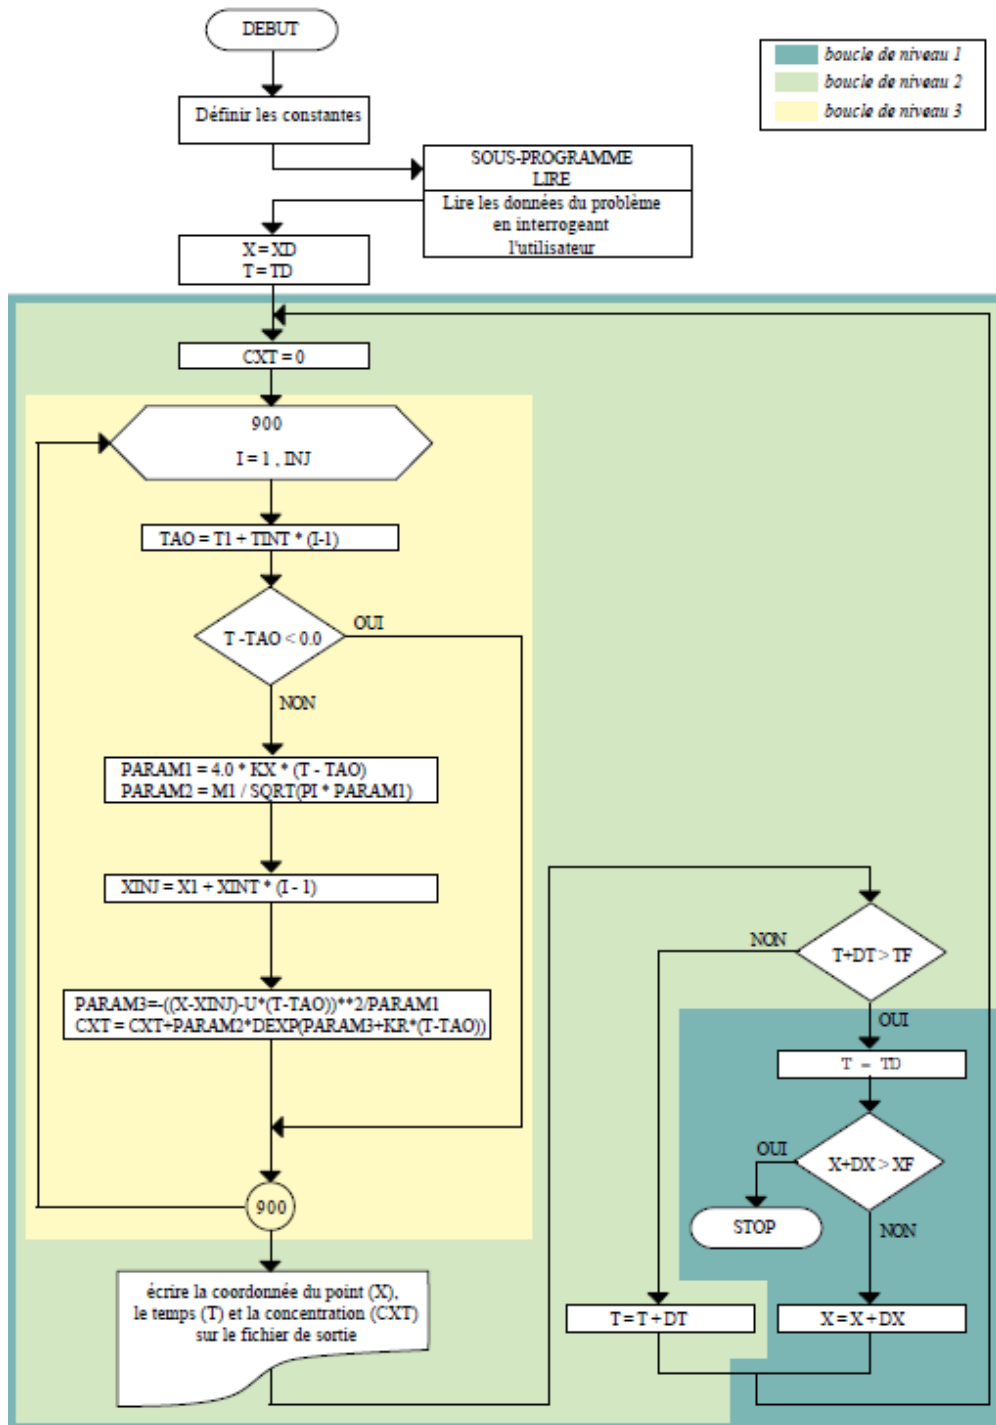 DEBUT
boucle de niveau 1
boucle de niveau 2
boucle de niveau 3
Définir les constantes
SOUS-PROGRAMME
LIRE
Lire les données du problème
en interrogeant
l'utilisateur
X = XD
T = TD
CXT = 0
900
I = 1 , INJ
TAO = T1 + TINT * (I-1)
T -TAO < 0.0
OUI
NON
PARAM1 = 4.0 * KX * (T - TAO)
PARAM2 = M1 / SQRT(PI * PARAM1)
XINJ = X1 + XINT * (I - 1)
PARAM3=-((X-XINJ)-U*(T-TAO))**2/PARAM1
CXT = CXT+PARAM2*DEXP(PARAM3+KR*(T-TAO))
900
écrire la coordonnée du point (X),
le temps (T) et la concentration (CXT)
sur le fichier de sortie
NON
T+DT > TF
OUI
T = TD
OUI
X+DX > XF
STOP
NON
T = T + DT
X = X + DX